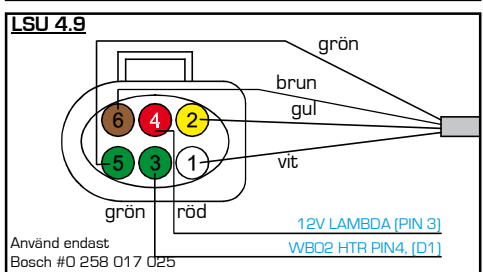 LSU 4.9
grön
brun
gul
6 4 2
5 3 1
vit
grön röd
12V LAMBDA (PIN 3)
WBO2 HTR PIN4, (D1)
Använd endast
Bosch #0 258 017 025